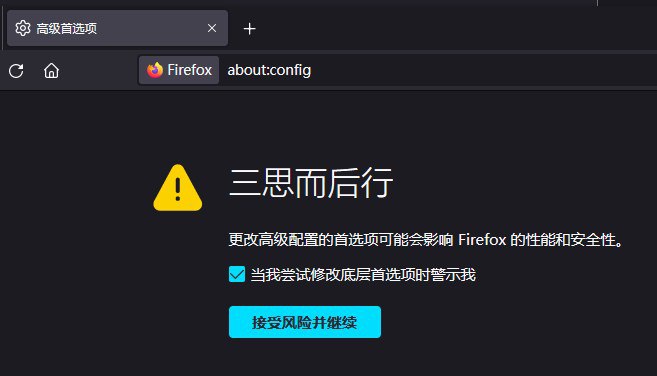 高级首选项
Firefox about:config
三思而后行
更改高级配置的首选项可能会影响 Firefox 的性能和安全性。
当我尝试修改底层首选项时警示我
接受风险并继续